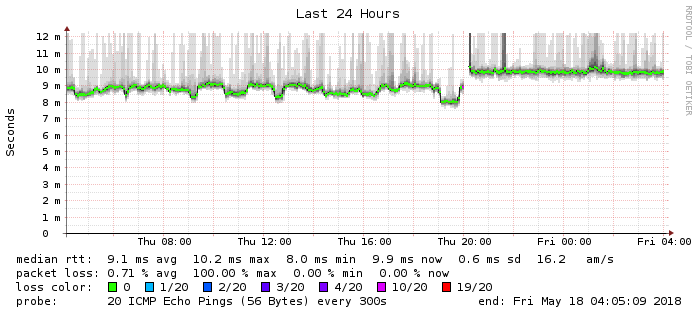 Last 24 Hours
RRDTOOL / TOBI OETIKER
Seconds
12 m
11 m
10 m
9 m
8 m
7 m
6 m
5 m
4 m
3 m
2 m
1 m
0
Thu 08:00 Thu 12:00 Thu 16:00 Thu 20:00 Fri 00:00 Fri 04:00
median rtt: 9.1 ms avg 10.2 ms max 8.0 ms min 9.9 ms now 0.6 ms sd 16.2 am/s
packet loss: 0.71 % avg 100.00 % max 0.00 % min 0.00 % now
loss color: 0 1/20 2/20 3/20 4/20 10/20 19/20
probe: 20 ICMP Echo Pings (56 Bytes) every 300s end: Fri May 18 04:05:09 2018